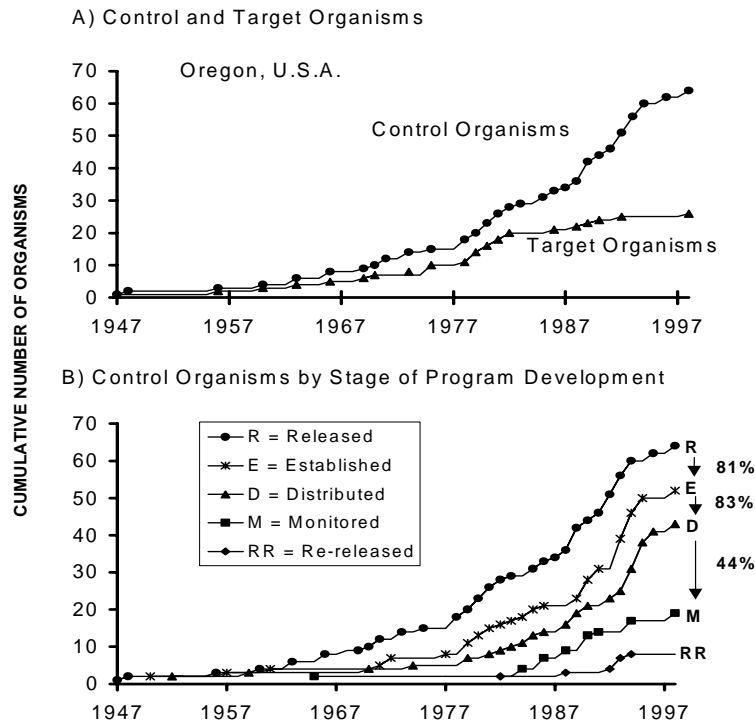 A) Control and Target Organisms
Oregon, U.S.A.
70
60
50
40
30
20
10
0
Control Organisms
Target Organisms
1947 1957 1967 1977 1987 1997
CUMULATIVE NUMBER OF ORGANISMS
B) Control Organisms by Stage of Program Development
70
60
50
40
30
20
10
0
R = Released
E = Established
D = Distributed
M = Monitored
RR = Re-released
R
81%
E
83%
D
44%
M
RR
1947 1957 1967 1977 1987 1997